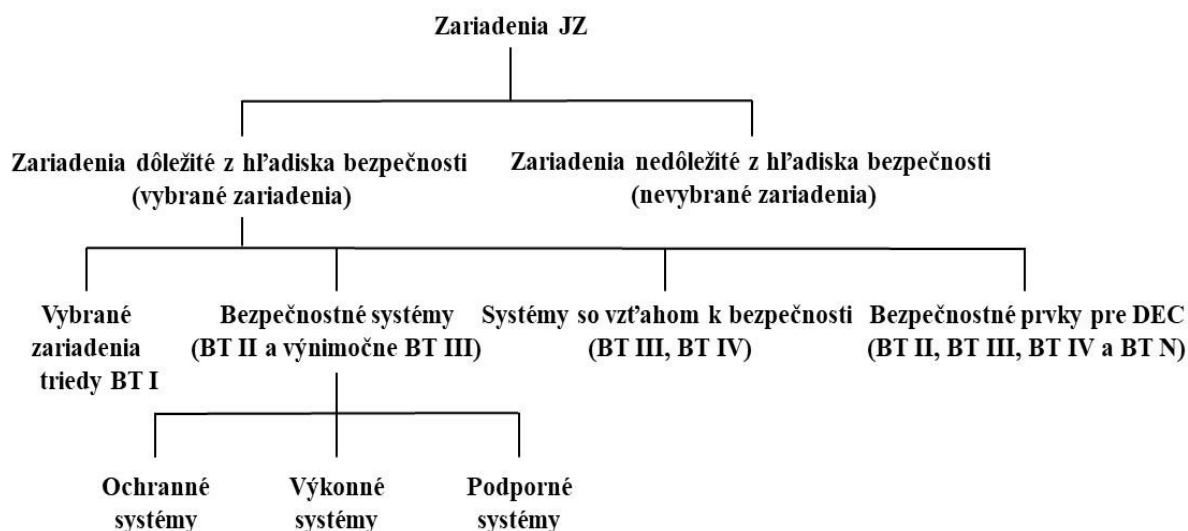 Zariadenia JZ
Zariadenia dôležité z hľadiska bezpečnosti
(vybrané zariadenia)
Zariadenia nedôležité z hľadiska bezpečnosti
(nevybrané zariadenia)
Vybrané
zariadenia
triedy BT I
Bezpečnostné systémy
(BT II a výnimočne BT III)
Systémy so vzťahom k bezpečnosti
(BT III, BT IV)
Bezpečnostné prvky pre DEC
(BT II, BT III, BT IV a BT N)
Ochranné
systémy
Výkonné
systémy
Podporné
systémy